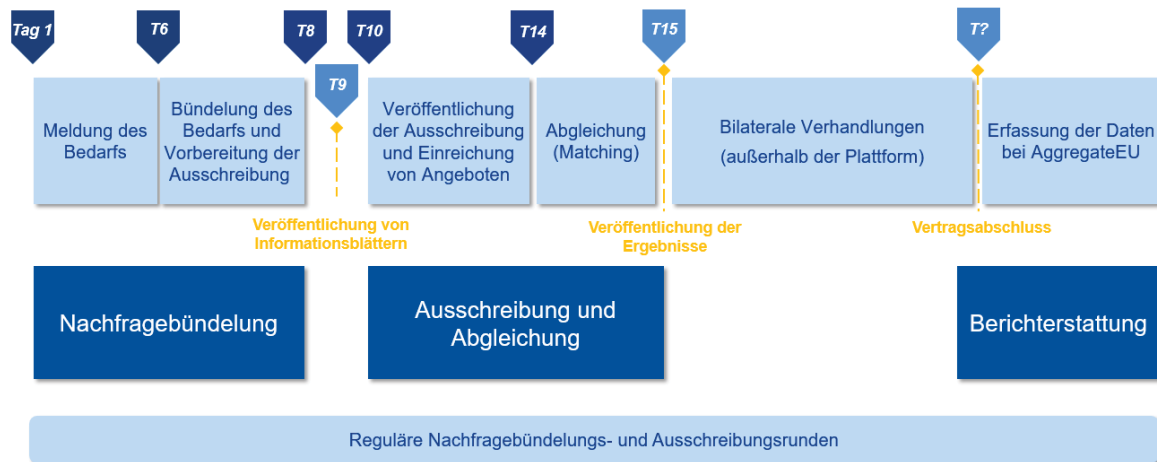 Tag 1
T6
T8
T9
T10
T14
T15
T?
Meldung des
Bedarfs
Bündelung des
Bedarfs und
Vorbereitung der
Ausschreibung
Veröffentlichung
der Ausschreibung
und Einreichung
von Angeboten
Abgleichung
(Matching)
Bilaterale Verhandlungen
(außerhalb der Plattform)
Erfassung der Daten
bei AggregateEU
Veröffentlichung von
Informationsblättern
Veröffentlichung der
Ergebnisse
Vertragsabschluss
Nachfragebündelung
Ausschreibung und
Abgleichung
Berichterstattung
Reguläre Nachfragebündelungs- und Ausschreibungsrunden